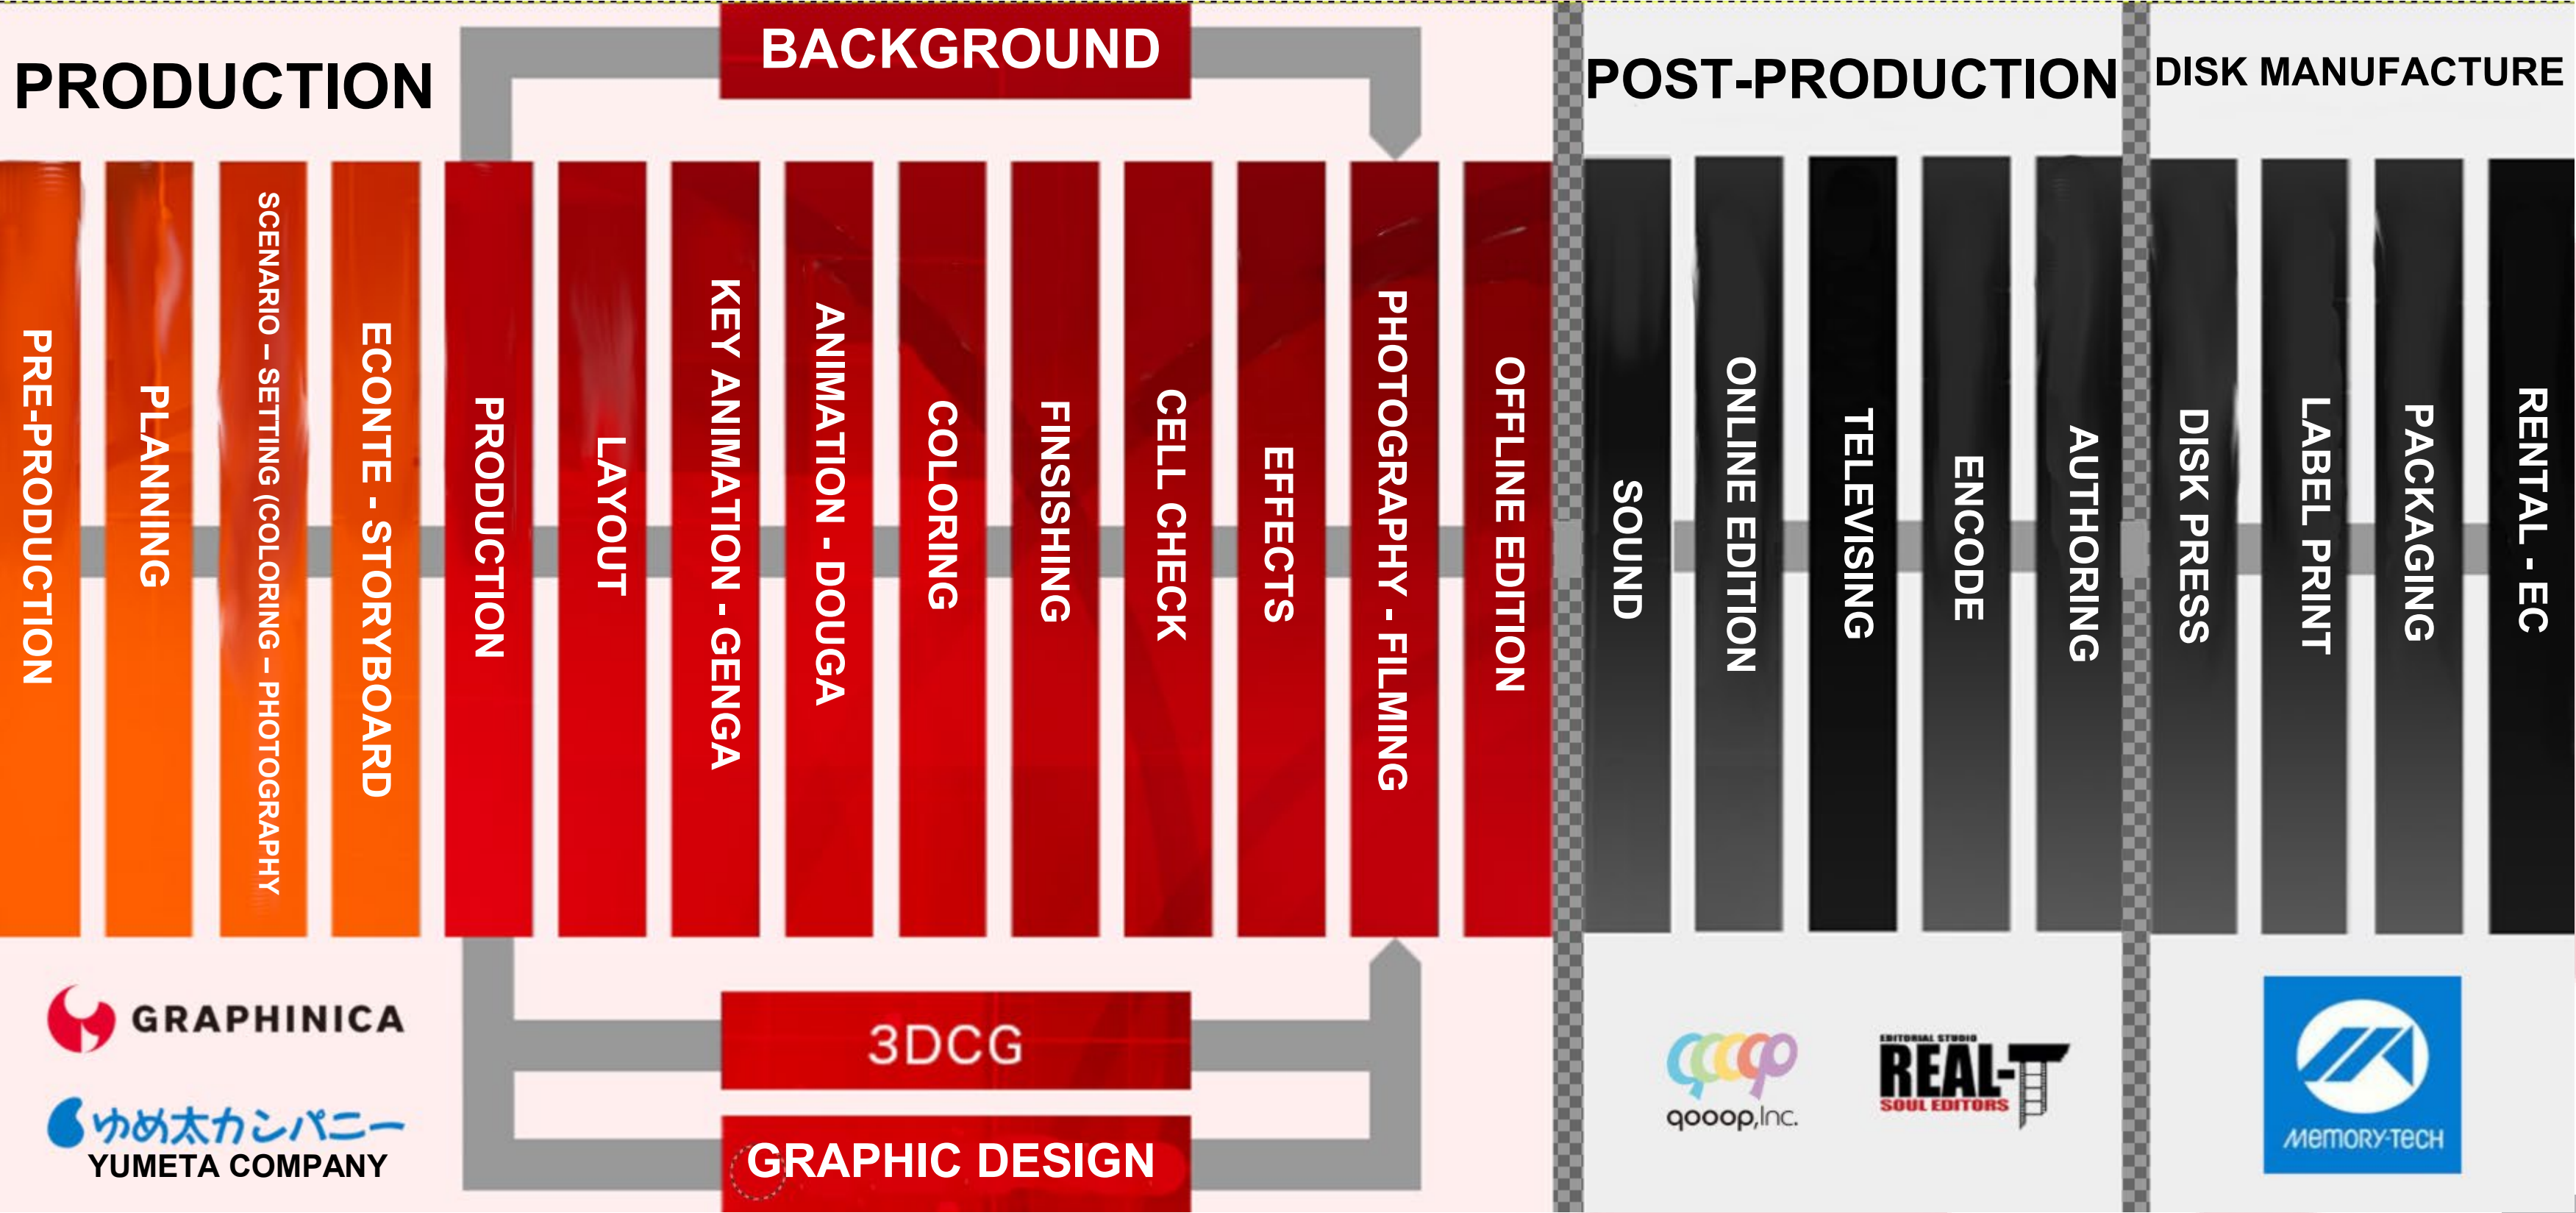 BACKGROUND
PRODUCTION
POST-PRODUCTION
DISK MANUFACTURE
PRE-PRODUCTION
PLANNING
SCENARIO – SETTING (COLORING – PHOTOGRAPHY
ECONTE - STORYBOARD
PRODUCTION
LAYOUT
KEY ANIMATION - GENGA
ANIMATION - DOUGA
COLORING
FINSISHING
CELL CHECK
EFFECTS
PHOTOGRAPHY - FILMING
OFFLINE EDITION
SOUND
ONLINE EDITION
TELEVISING
ENCODE
AUTHORING
DISK PRESS
LABEL PRINT
PACKAGING
RENTAL - EC
GRAPHINICA
ゆめ太カンパニー
YUMETA COMPANY
3DCG
GRAPHIC DESIGN
qooop,Inc.
EDITORIAL STUDIO
REAL-T
SOUL EDITORS
MEMORY-TECH